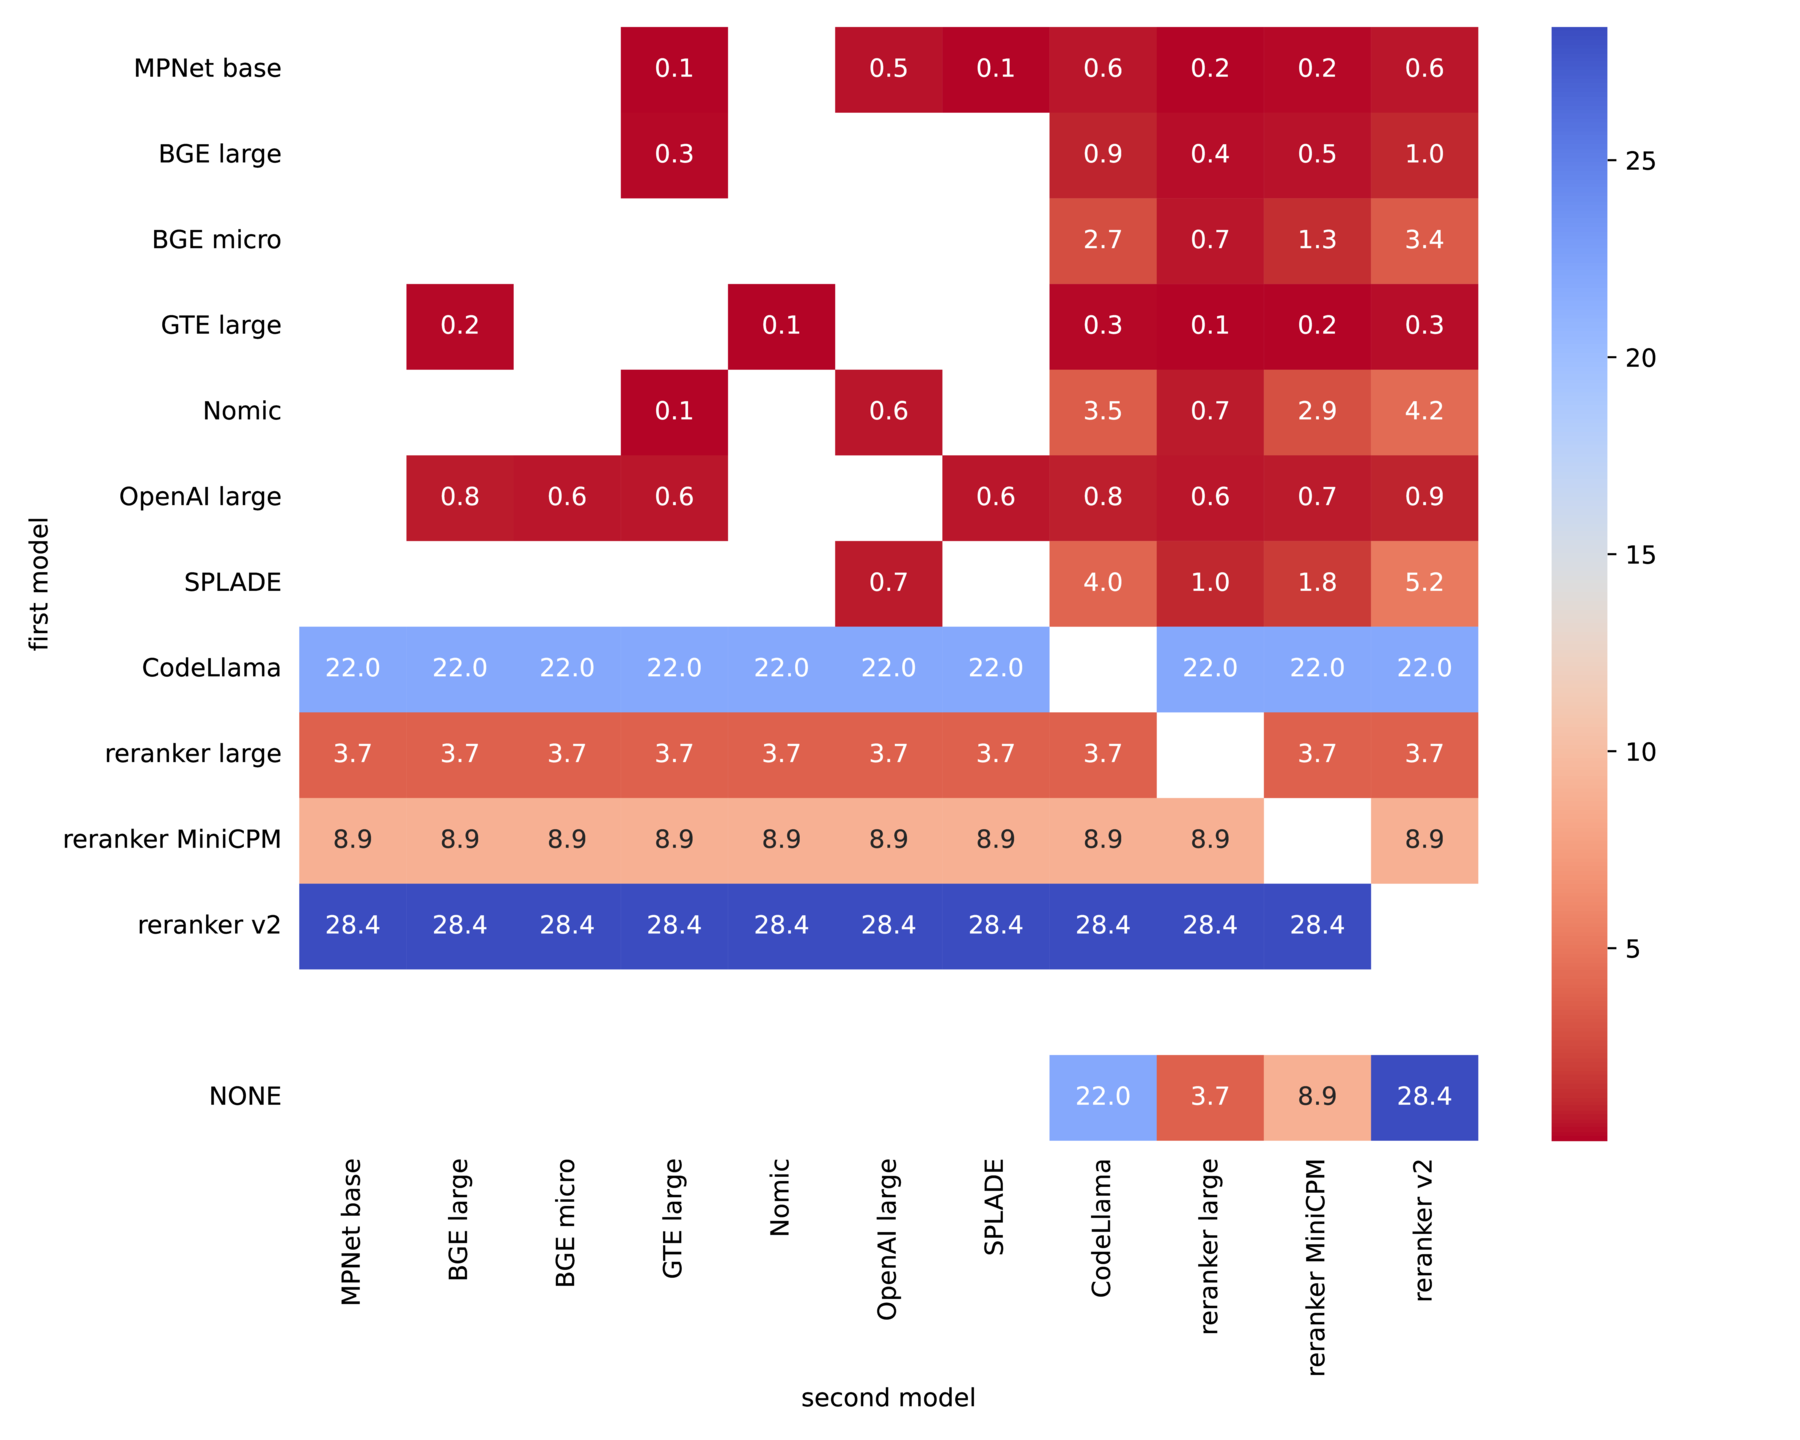 MPNet base 0.1 0.5 0.1 0.6 0.2 0.2 0.6
BGE large 0.3 0.9 0.4 0.5 1.0
BGE micro 2.7 0.7 1.3 3.4
GTE large 0.2 0.1 0.3 0.1 0.2 0.3
Nomic 0.1 0.6 3.5 0.7 2.9 4.2
OpenAI large 0.8 0.6 0.6 0.6 0.8 0.6 0.7 0.9
SPLADE 0.7 4.0 1.0 1.8 5.2
CodeLlama 22.0 22.0 22.0 22.0 22.0 22.0 22.0 22.0 22.0 22.0
reranker large 3.7 3.7 3.7 3.7 3.7 3.7 3.7 3.7 3.7 3.7
reranker MiniCPM 8.9 8.9 8.9 8.9 8.9 8.9 8.9 8.9 8.9 8.9
reranker v2 28.4 28.4 28.4 28.4 28.4 28.4 28.4 28.4 28.4 28.4
NONE 22.0 3.7 8.9 28.4
first model
MPNet base
BGE large
BGE micro
GTE large
Nomic
OpenAI large
SPLADE
CodeLlama
reranker large
reranker MiniCPM
reranker v2
second model
25
20
15
10
5